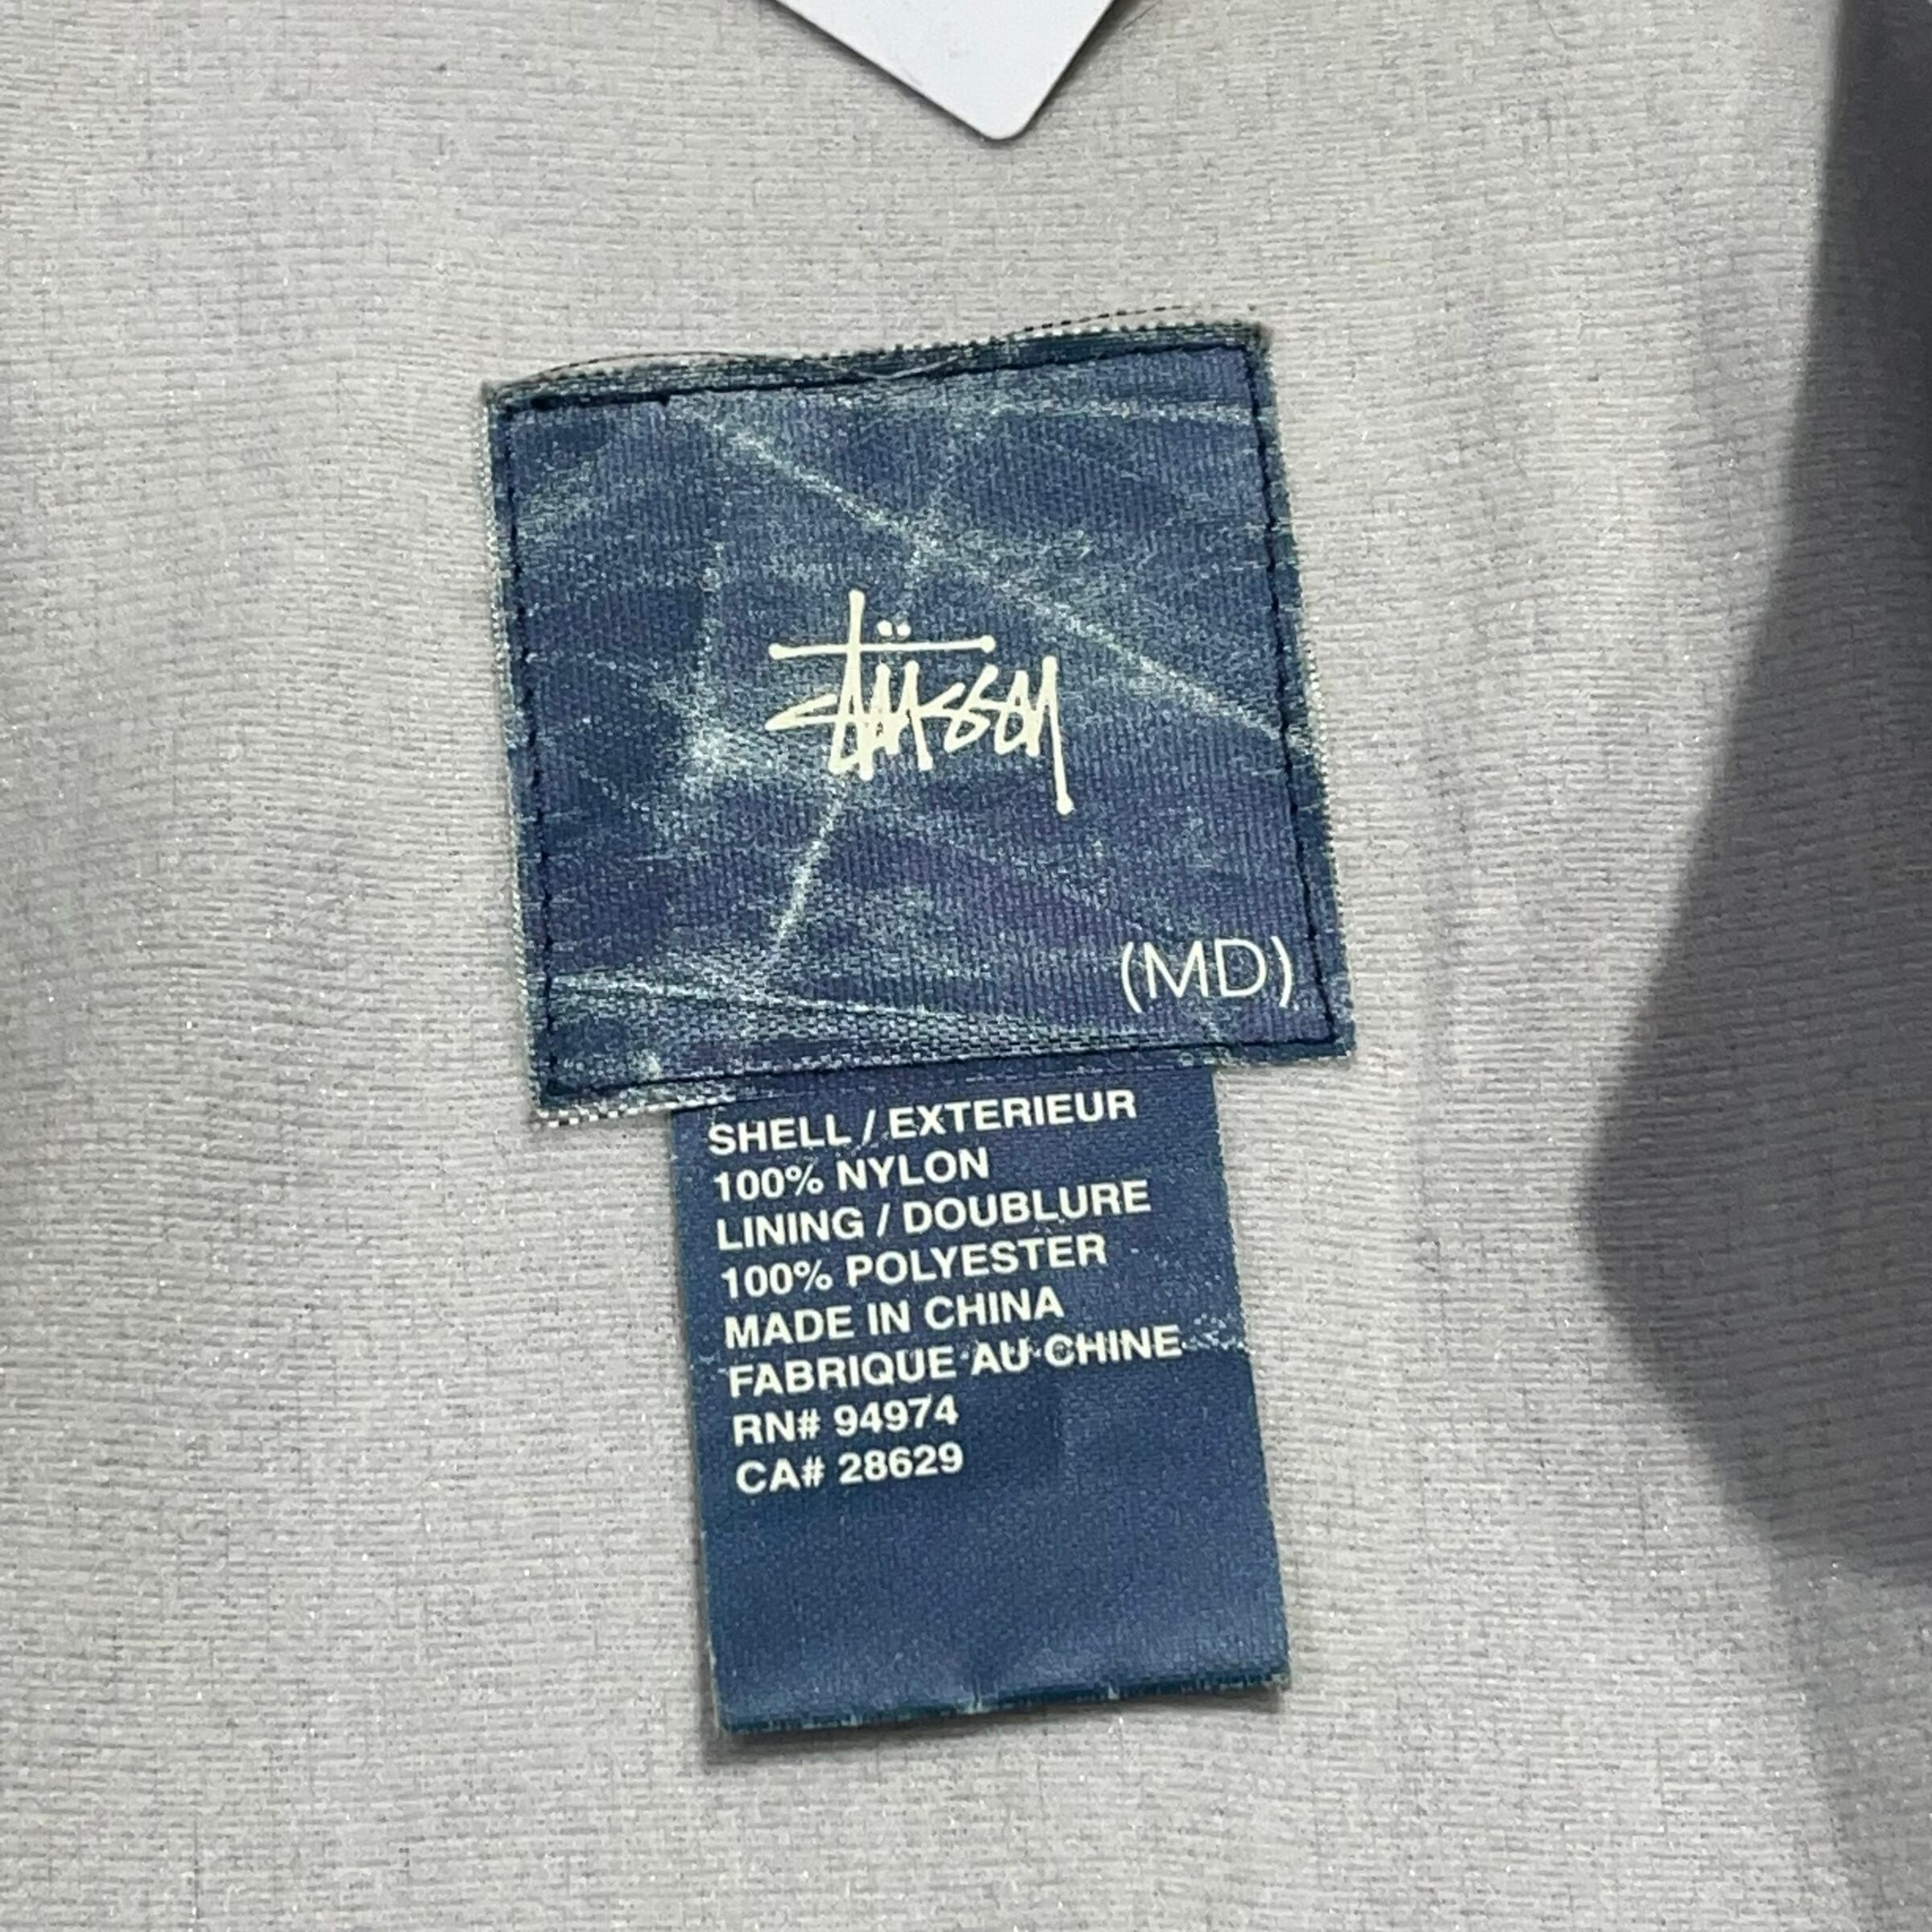 Stüssy
(MD)
SHELL / EXTERIEUR
100% NYLON
LINING / DOUBLURE
100% POLYESTER
MADE IN CHINA
FABRIQUE AU CHINE
RN# 94974
CA# 28629